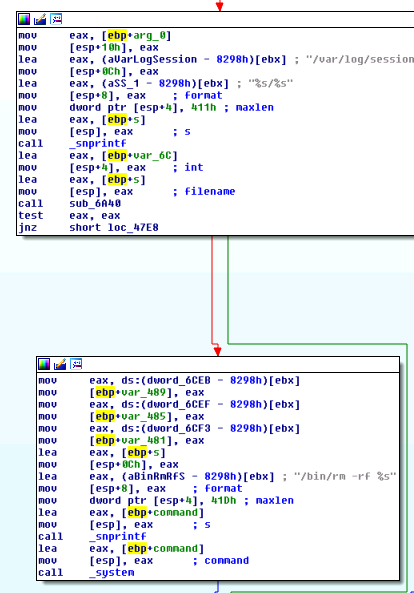 mov eax, [ebp+arg_0]
mov [esp+10h], eax
lea eax, (aVarLogSession - 8298h)[ebx] ; "/var/log/session
mov [esp+0Ch], eax
lea eax, (aSS_1 - 8298h)[ebx] ; "%s/%s"
mov [esp+8], eax ; format
mov dword ptr [esp+4], 411h ; maxlen
lea eax, [ebp+s]
mov [esp], eax ; s
call _snprintf
lea eax, [ebp+var_6C]
mov [esp+4], eax ; int
lea eax, [ebp+s]
mov [esp], eax ; filename
call sub_6A40
test eax, eax
jnz short loc_47E8
mov eax, ds:(dword_6CEB - 8298h)[ebx]
mov [ebp+var_489], eax
mov eax, ds:(dword_6CEF - 8298h)[ebx]
mov [ebp+var_485], eax
mov eax, ds:(dword_6CF3 - 8298h)[ebx]
mov [ebp+var_481], eax
lea eax, [ebp+s]
mov [esp+0Ch], eax
lea eax, (aBinRmRfS - 8298h)[ebx] ; "/bin/rm -rf %s"
mov [esp+8], eax ; format
mov dword ptr [esp+4], 41Dh ; maxlen
lea eax, [ebp+command]
mov [esp], eax ; s
call _snprintf
lea eax, [ebp+command]
mov [esp], eax ; command
call _system